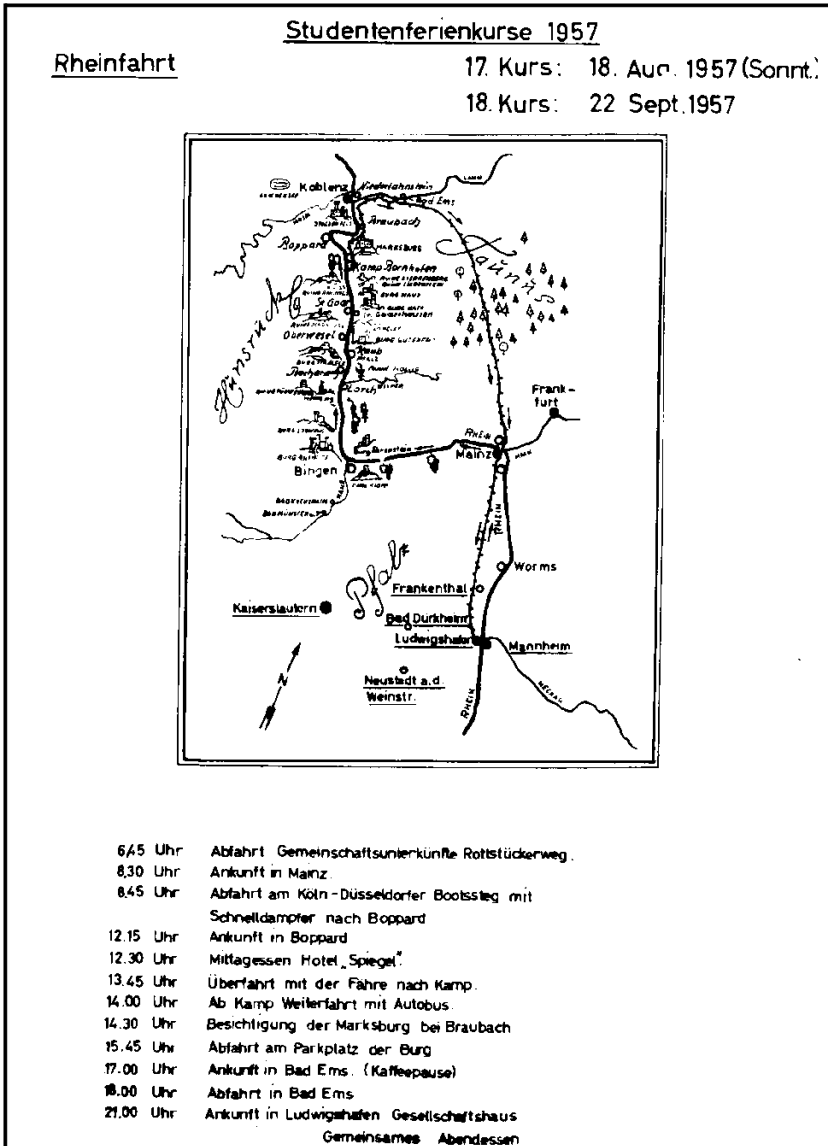 Studentenferienkurse 1957
Rheinfahrt
17. Kurs: 18. Aug. 1957 (Sonnt.)
18. Kurs: 22 Sept. 1957
Koblenz
Niederlahnstein
Bad Ems
LAHN
Braubach
Boppard
MARKSBURG
Kamp Bornhofen
Taunus
Hunsrück
St Goar
Oberwesel
Kaub
Bacharach
Lorch
Frank-
furt
RHEIN
Mainz
MAIN
Bingen
RHEIN
Pfalz
Worms
Frankenthal
Kaiserslautern
Bad Dürkheim
Ludwigshafen
Mannheim
N
Neustadt a.d.
Weinstr.
RHEIN
NECKAR
6,45 Uhr Abfahrt Gemeinschaftsunterkünfte Rottstückerweg.
8,30 Uhr Ankunft in Mainz.
8.45 Uhr Abfahrt am Köln-Düsseldorfer Bootssteg mit
Schnelldampfer nach Boppard
12.15 Uhr Ankunft in Boppard
12.30 Uhr Mittagessen Hotel „Spiegel".
13.45 Uhr Überfahrt mit der Fähre nach Kamp.
14.00 Uhr Ab Kamp Weiterfahrt mit Autobus.
14.30 Uhr Besichtigung der Marksburg bei Braubach
15.45 Uhr Abfahrt am Parkplatz der Burg
17.00 Uhr Ankunft in Bad Ems. (Kaffeepause)
18.00 Uhr Abfahrt in Bad Ems
21.00 Uhr Ankunft in Ludwigshafen Gesellschaftshaus
Gemeinsames Abendessen